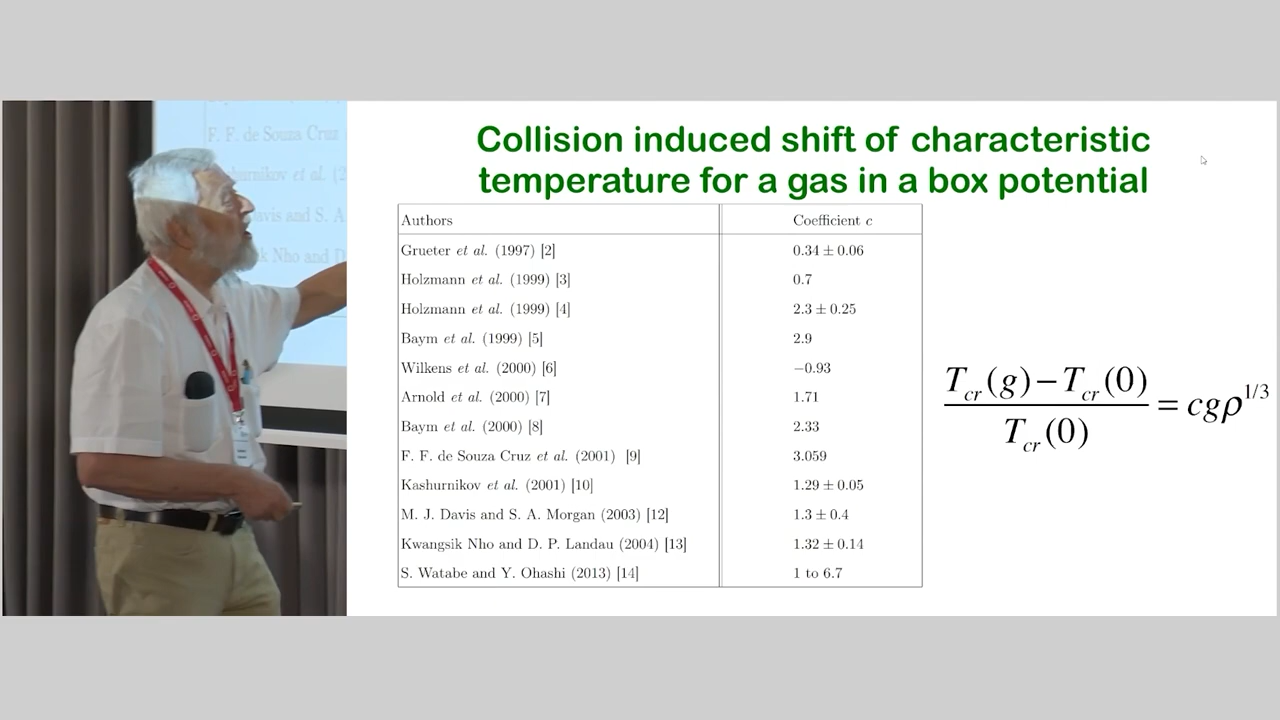 F. F. de Souza Cruz
Collision induced shift of characteristic
temperature for a gas in a box potential
Authors Coefficient c
Grueter et al. (1997) [2] 0.34 ± 0.06
Holzmann et al. (1999) [3] 0.7
Holzmann et al. (1999) [4] 2.3 ± 0.25
Baym et al. (1999) [5] 2.9
Wilkens et al. (2000) [6] −0.93
Arnold et al. (2000) [7] 1.71
Baym et al. (2000) [8] 2.33
F. F. de Souza Cruz et al. (2001) [9] 3.059
Kashurnikov et al. (2001) [10] 1.29 ± 0.05
M. J. Davis and S. A. Morgan (2003) [12] 1.3 ± 0.4
Kwangsik Nho and D. P. Landau (2004) [13] 1.32 ± 0.14
S. Watabe and Y. Ohashi (2013) [14] 1 to 6.7
(T_cr(g) − T_cr(0)) / T_cr(0) = cgρ^1/3